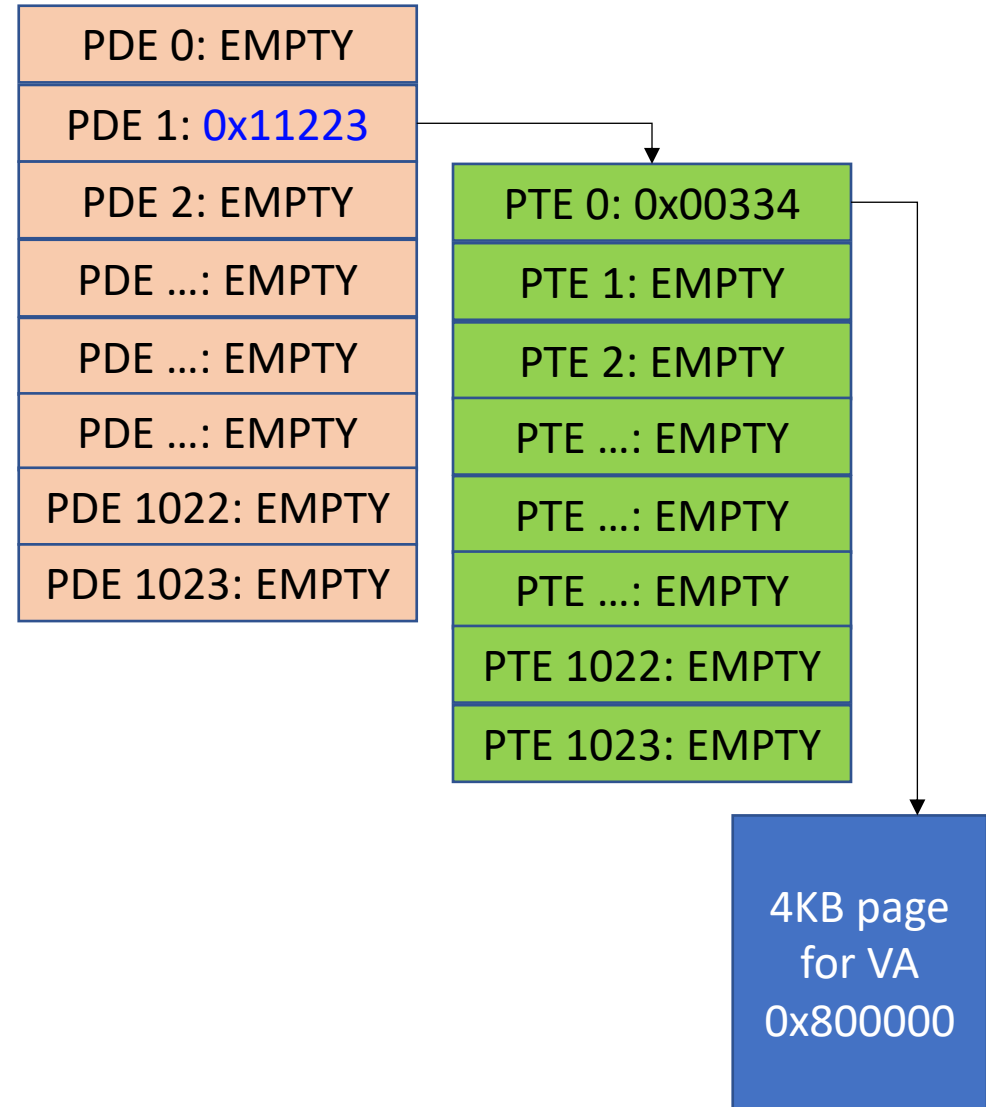 PDE 0: EMPTY
PDE 1: 0x11223
PDE 2: EMPTY
PDE ...: EMPTY
PDE ...: EMPTY
PDE ...: EMPTY
PDE 1022: EMPTY
PDE 1023: EMPTY
PTE 0: 0x00334
PTE 1: EMPTY
PTE 2: EMPTY
PTE ...: EMPTY
PTE ...: EMPTY
PTE ...: EMPTY
PTE 1022: EMPTY
PTE 1023: EMPTY
4KB page
for VA
0x800000